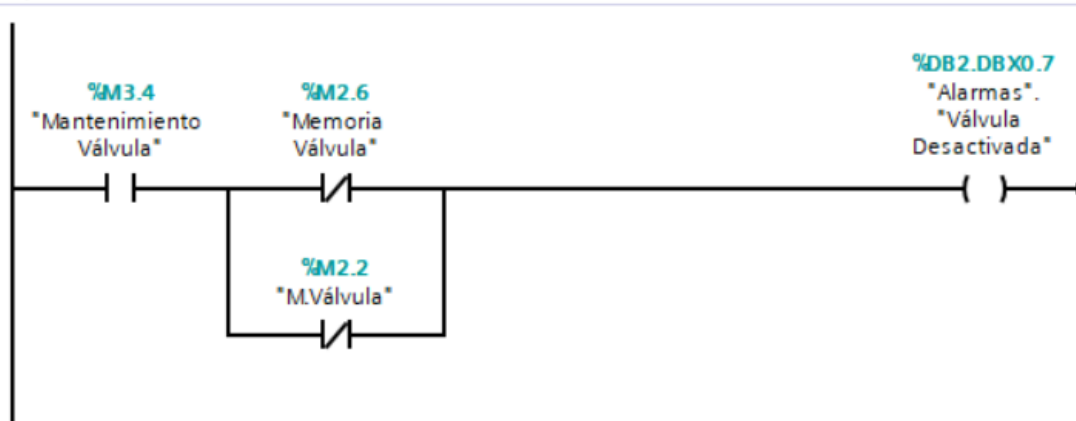 %M3.4
"Mantenimiento
Válvula"
%M2.6
"Memoria
Válvula"
%DB2.DBX0.7
"Alarmas".
"Válvula
Desactivada"
%M2.2
"M.Válvula"